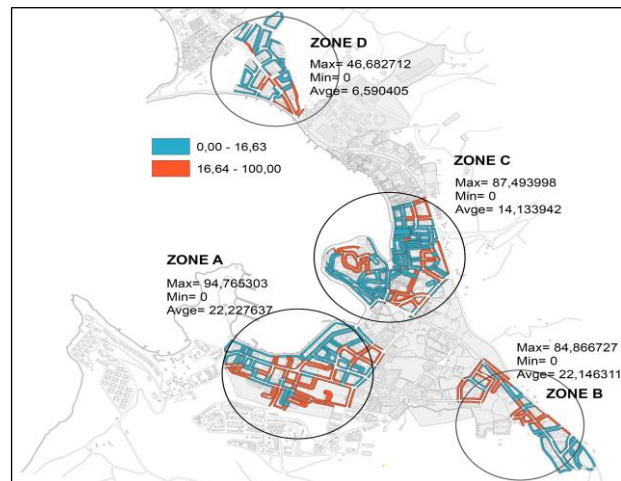 ZONE D
Max= 46,682712
Min= 0
Avge= 6,590405
0,00 - 16,63
16,64 - 100,00
ZONE C
Max= 87,493998
Min= 0
Avge= 14,133942
ZONE A
Max= 94,765303
Min= 0
Avge= 22,227637
Max= 84,866727
Min= 0
Avge= 22,146311
ZONE B